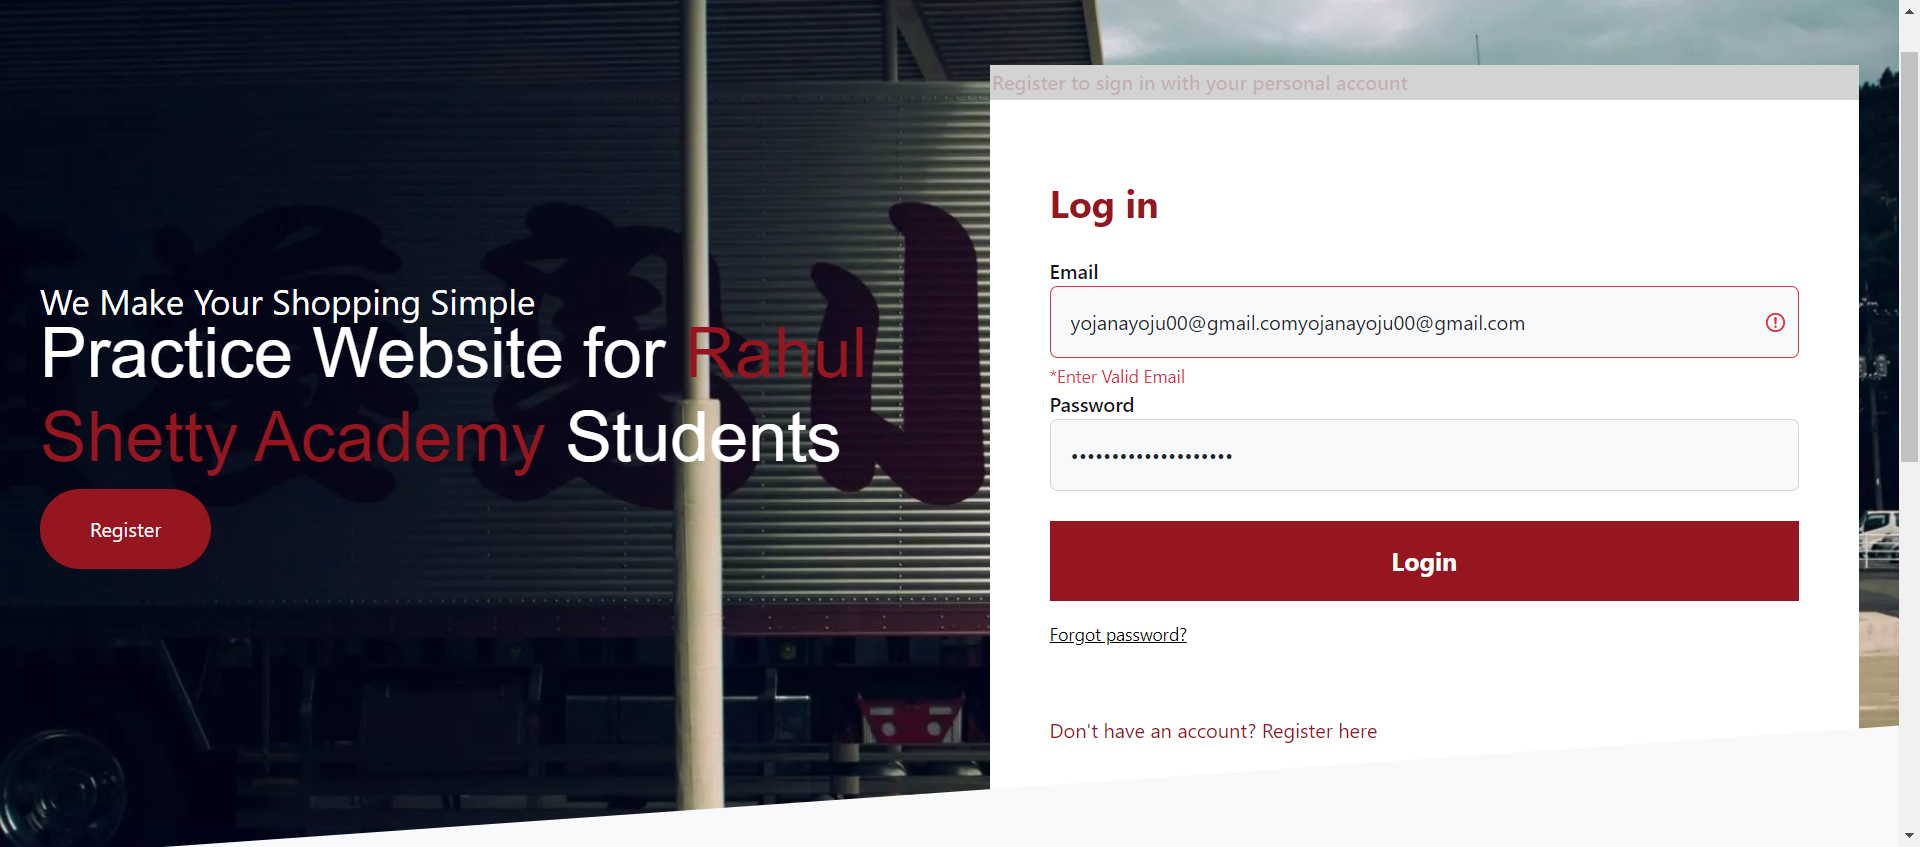 Register to sign in with your personal account
We Make Your Shopping Simple
Practice Website for Rahul
Shetty Academy Students
Register
Log in
Email
yojanayoju00@gmail.comyojanayoju00@gmail.com
*Enter Valid Email
Password
••••••••••••••••••••
Login
Forgot password?
Don't have an account? Register here